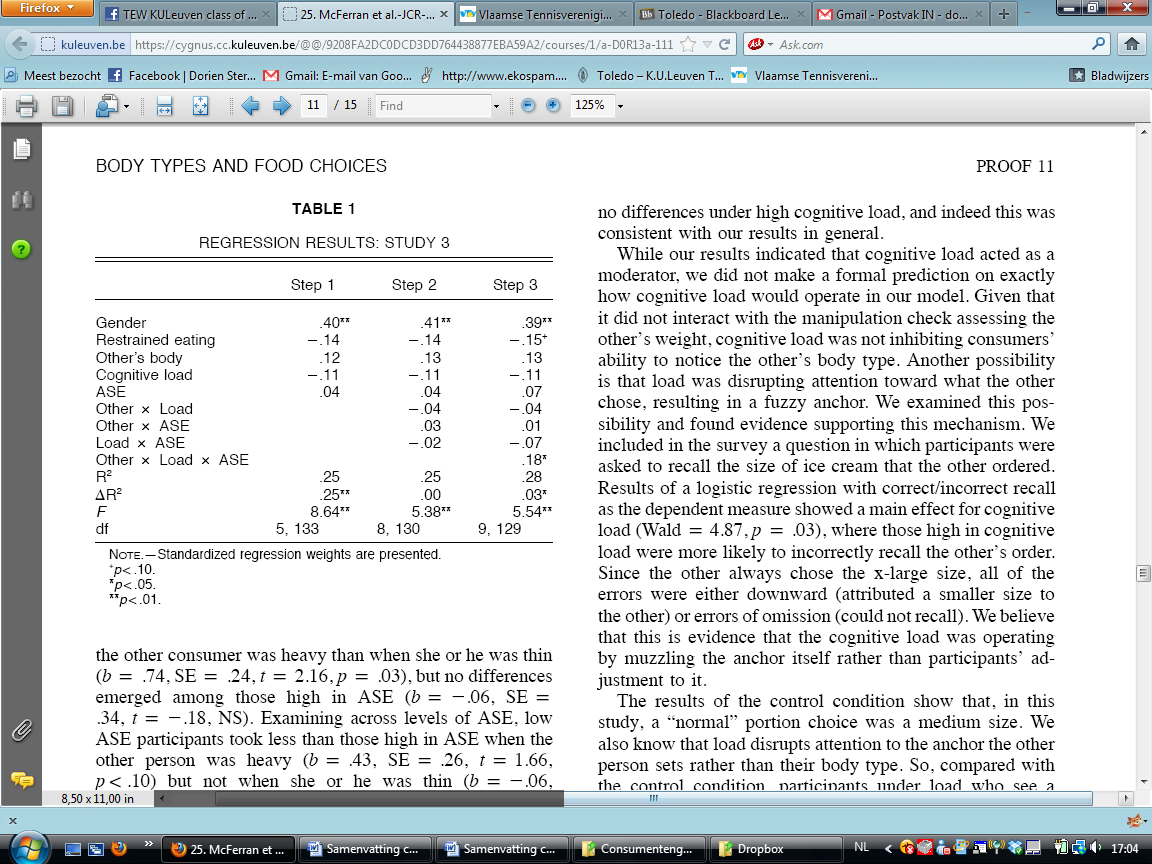 Firefox
TEW KULeuven class of ...
25. McFerran et al.-JCR-...
Vlaamse Tennisverenigi...
Bb Toledo - Blackboard Le...
Gmail - Postvak IN - do...
kuleuven.be https://cygnus.cc.kuleuven.be/@@/9208FA2DC0DCD3DD764438877EBA59A2/courses/1/a-D0R13a-111
Ask.com
Meest bezocht Facebook | Dorien Ster... Gmail: E-mail van Goo... http://www.ekospam.... Toledo – K.U.Leuven T... Vlaamse Tennisvereni... Bladwijzers
11 / 15 Find 125%
BODY TYPES AND FOOD CHOICES
PROOF 11
TABLE 1
REGRESSION RESULTS: STUDY 3
Step 1 Step 2 Step 3
Gender .40** .41** .39**
Restrained eating −.14 −.14 −.15+
Other's body .12 .13 .13
Cognitive load −.11 −.11 −.11
ASE .04 .04 .07
Other × Load −.04 −.04
Other × ASE .03 .01
Load × ASE −.02 −.07
Other × Load × ASE .18*
R² .25 .25 .28
ΔR² .25** .00 .03*
F 8.64** 5.38** 5.54**
df 5, 133 8, 130 9, 129
NOTE.—Standardized regression weights are presented.
+p< .10.
*p< .05.
**p< .01.
the other consumer was heavy than when she or he was thin
(b = .74, SE = .24, t = 2.16, p = .03), but no differences
emerged among those high in ASE (b = −.06, SE =
.34, t = −.18, NS). Examining across levels of ASE, low
ASE participants took less than those high in ASE when the
other person was heavy (b = .43, SE = .26, t = 1.66,
p < .10) but not when she or he was thin (b = −.06,
no differences under high cognitive load, and indeed this was
consistent with our results in general.
While our results indicated that cognitive load acted as a
moderator, we did not make a formal prediction on exactly
how cognitive load would operate in our model. Given that
it did not interact with the manipulation check assessing the
other's weight, cognitive load was not inhibiting consumers'
ability to notice the other's body type. Another possibility
is that load was disrupting attention toward what the other
chose, resulting in a fuzzy anchor. We examined this pos-
sibility and found evidence supporting this mechanism. We
included in the survey a question in which participants were
asked to recall the size of ice cream that the other ordered.
Results of a logistic regression with correct/incorrect recall
as the dependent measure showed a main effect for cognitive
load (Wald = 4.87, p = .03), where those high in cognitive
load were more likely to incorrectly recall the other's order.
Since the other always chose the x-large size, all of the
errors were either downward (attributed a smaller size to
the other) or errors of omission (could not recall). We believe
that this is evidence that the cognitive load was operating
by muzzling the anchor itself rather than participants' ad-
justment to it.
The results of the control condition show that, in this
study, a “normal” portion choice was a medium size. We
also know that load disrupts attention to the anchor the other
person sets rather than their body type. So, compared with
the control condition, participants under load who see a
8,50 x 11,00 in
x
25. McFerran et ...
Samenvatting c...
Samenvatting c...
Consumenteng...
Dropbox
NL
17:04